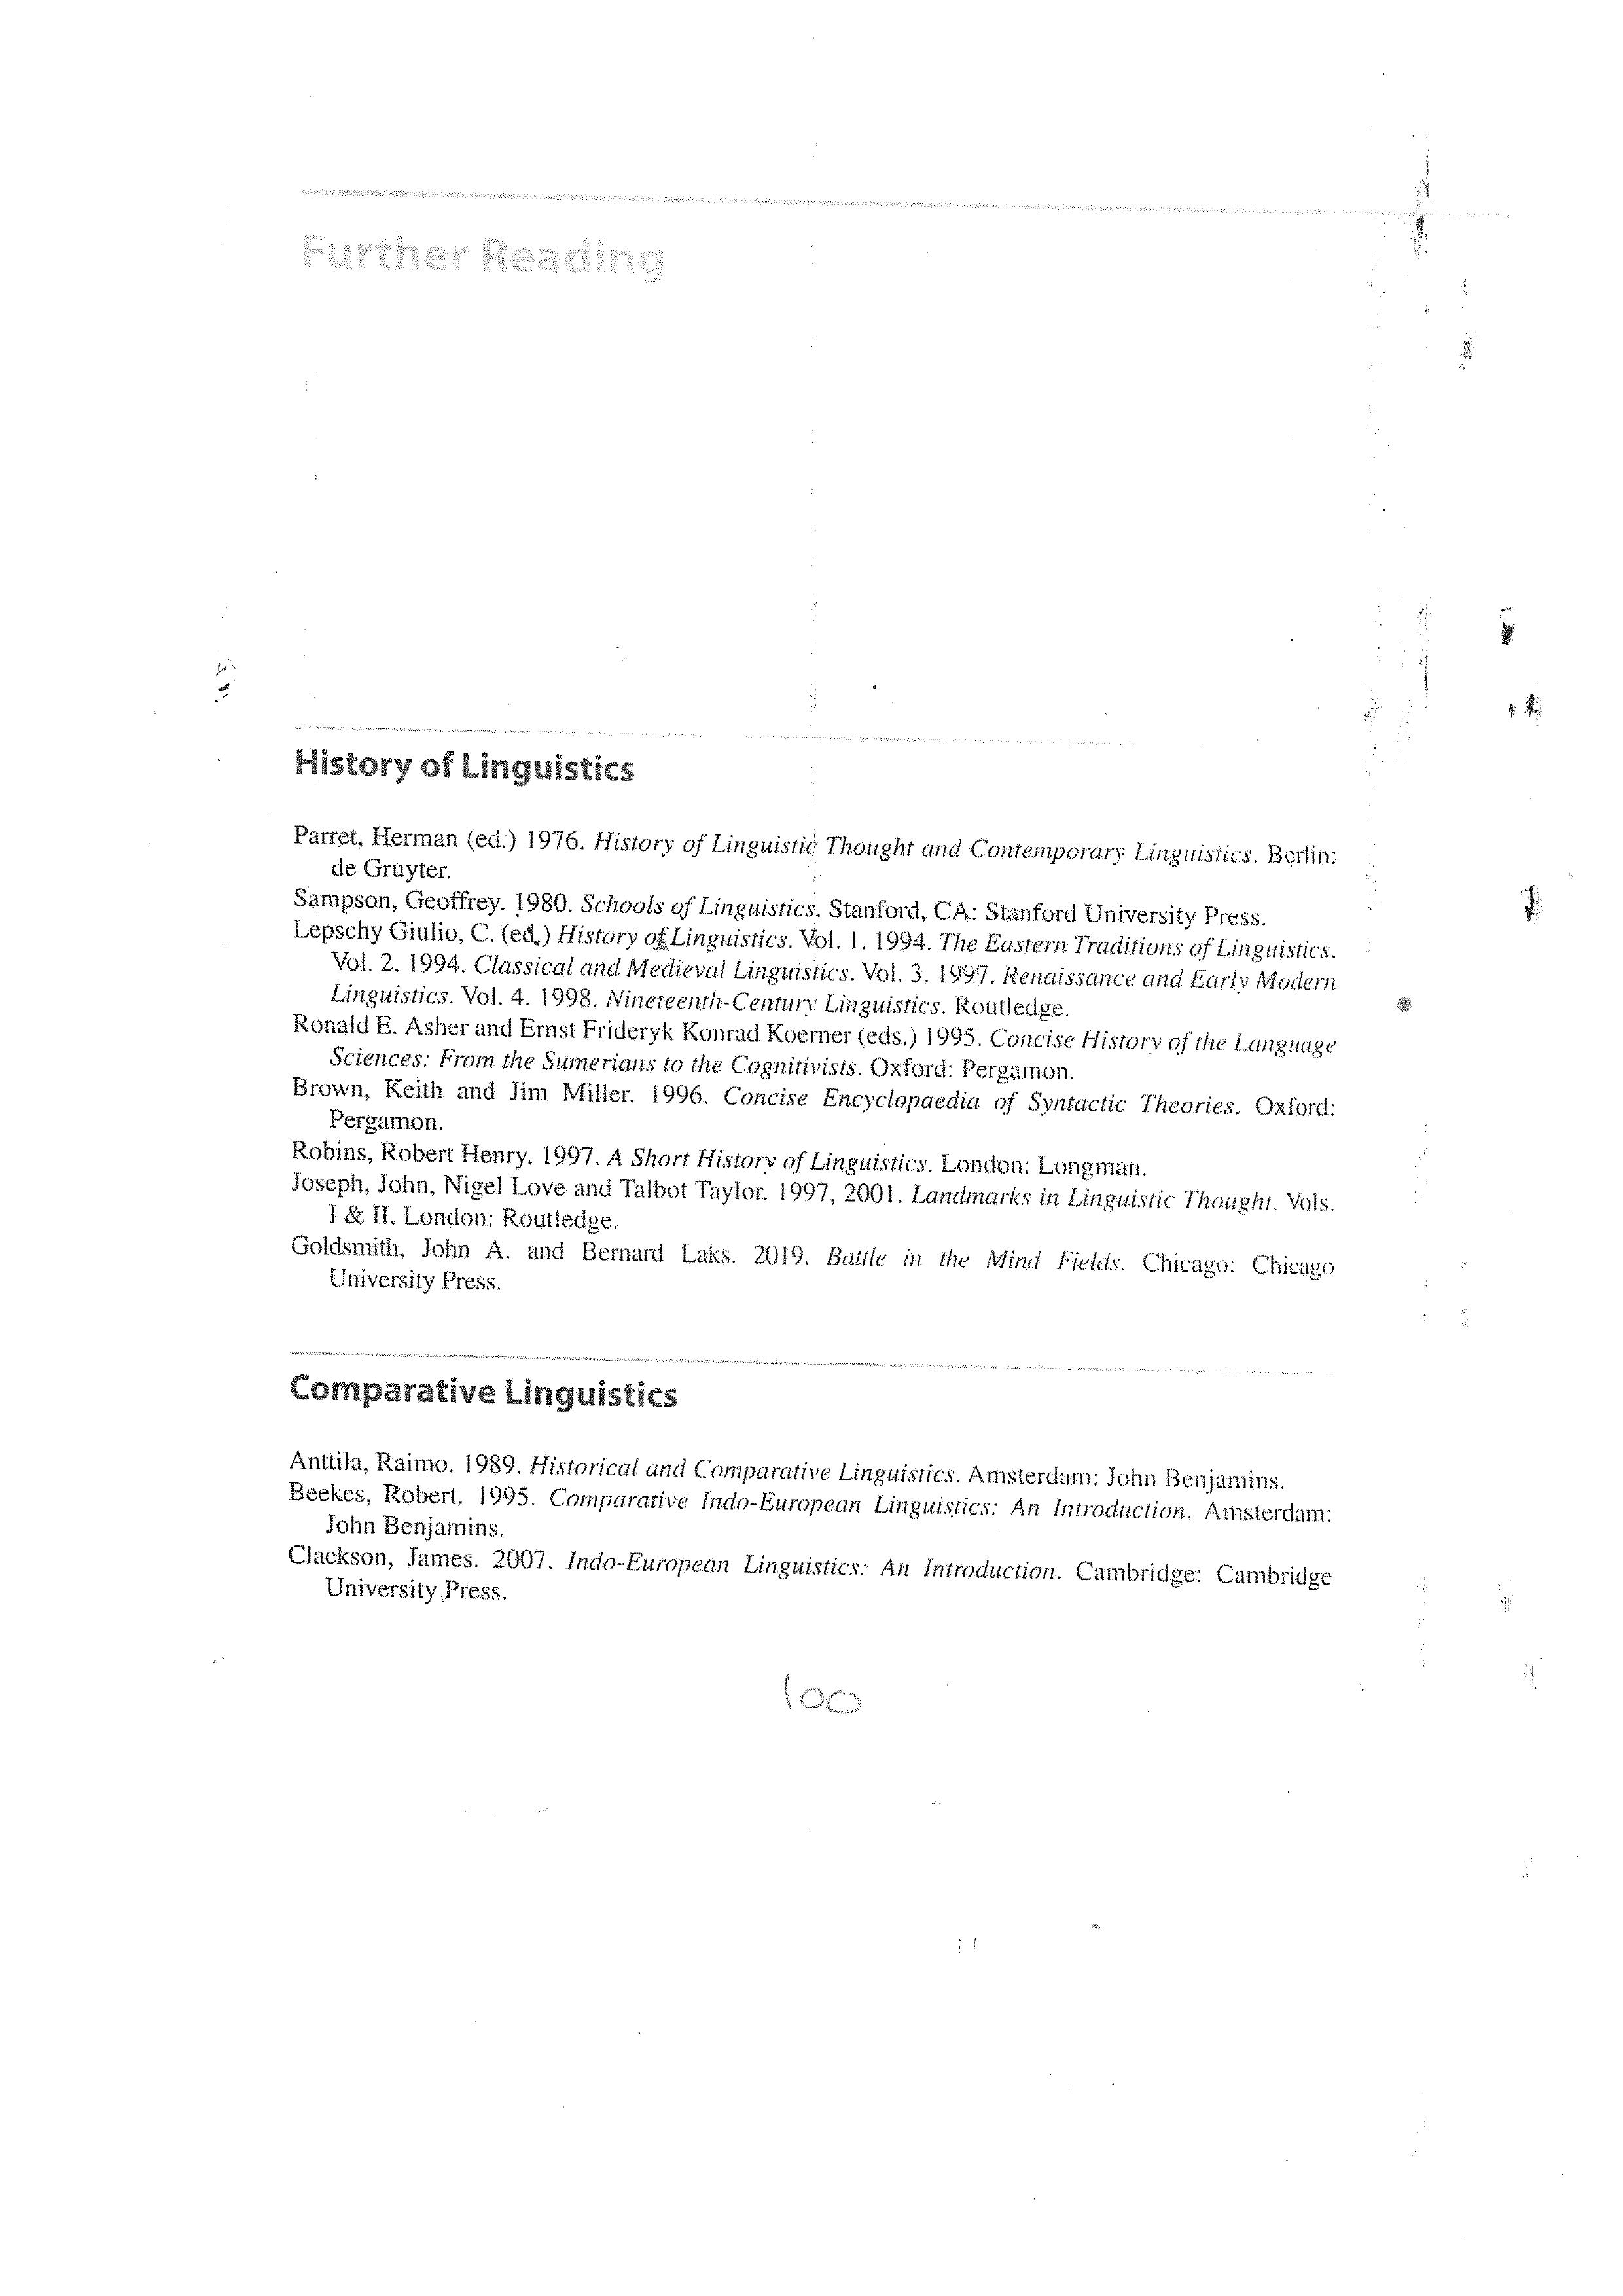 Further Reading
History of Linguistics
Parret, Herman (ed.) 1976. History of Linguistic Thought and Contemporary Linguistics. Berlin:
de Gruyter.
Sampson, Geoffrey. 1980. Schools of Linguistics. Stanford, CA: Stanford University Press.
Lepschy Giulio, C. (ed.) History of Linguistics. Vol. 1. 1994. The Eastern Traditions of Linguistics.
Vol. 2. 1994. Classical and Medieval Linguistics. Vol. 3. 1997. Renaissance and Early Modern
Linguistics. Vol. 4. 1998. Nineteenth-Century Linguistics. Routledge.
Ronald E. Asher and Ernst Frideryk Konrad Koerner (eds.) 1995. Concise History of the Language
Sciences: From the Sumerians to the Cognitivists. Oxford: Pergamon.
Brown, Keith and Jim Miller. 1996. Concise Encyclopaedia of Syntactic Theories. Oxford:
Pergamon.
Robins, Robert Henry. 1997. A Short History of Linguistics. London: Longman.
Joseph, John, Nigel Love and Talbot Taylor. 1997, 2001. Landmarks in Linguistic Thought. Vols.
I & II. London: Routledge.
Goldsmith, John A. and Bernard Laks. 2019. Battle in the Mind Fields. Chicago: Chicago
University Press.
Comparative Linguistics
Anttila, Raimo. 1989. Historical and Comparative Linguistics. Amsterdam: John Benjamins.
Beekes, Robert. 1995. Comparative Indo-European Linguistics: An Introduction. Amsterdam:
John Benjamins.
Clackson, James. 2007. Indo-European Linguistics: An Introduction. Cambridge: Cambridge
University Press.
100